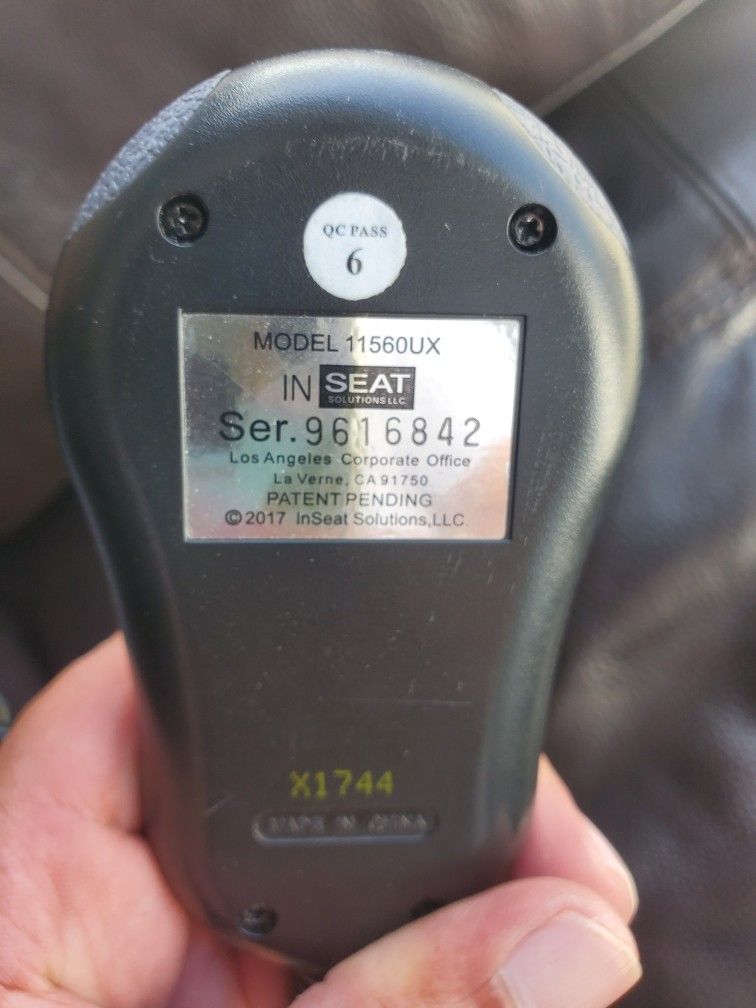 QC PASS
6
MODEL 11560UX
IN SEAT
SOLUTIONS LLC
Ser. 9616842
Los Angeles Corporate Office
La Verne, CA 91750
PATENT PENDING
© 2017 InSeat Solutions,LLC.
X1744
MADE IN CHINA